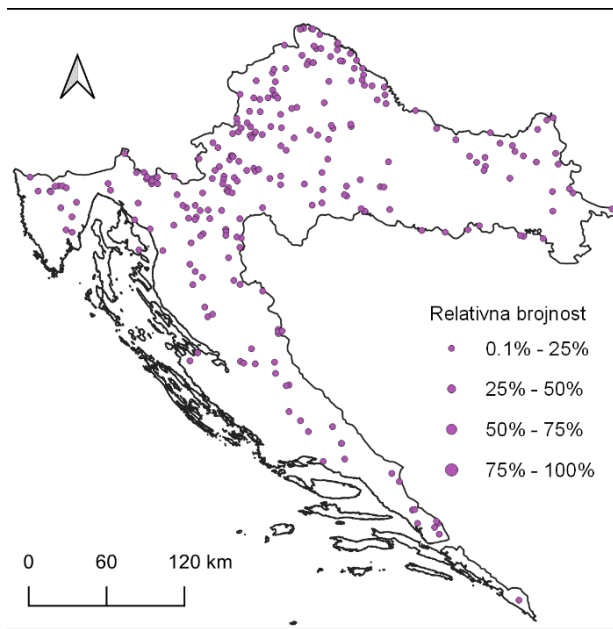 Relativna brojnost
0.1% - 25%
25% - 50%
50% - 75%
75% - 100%
0 60 120 km